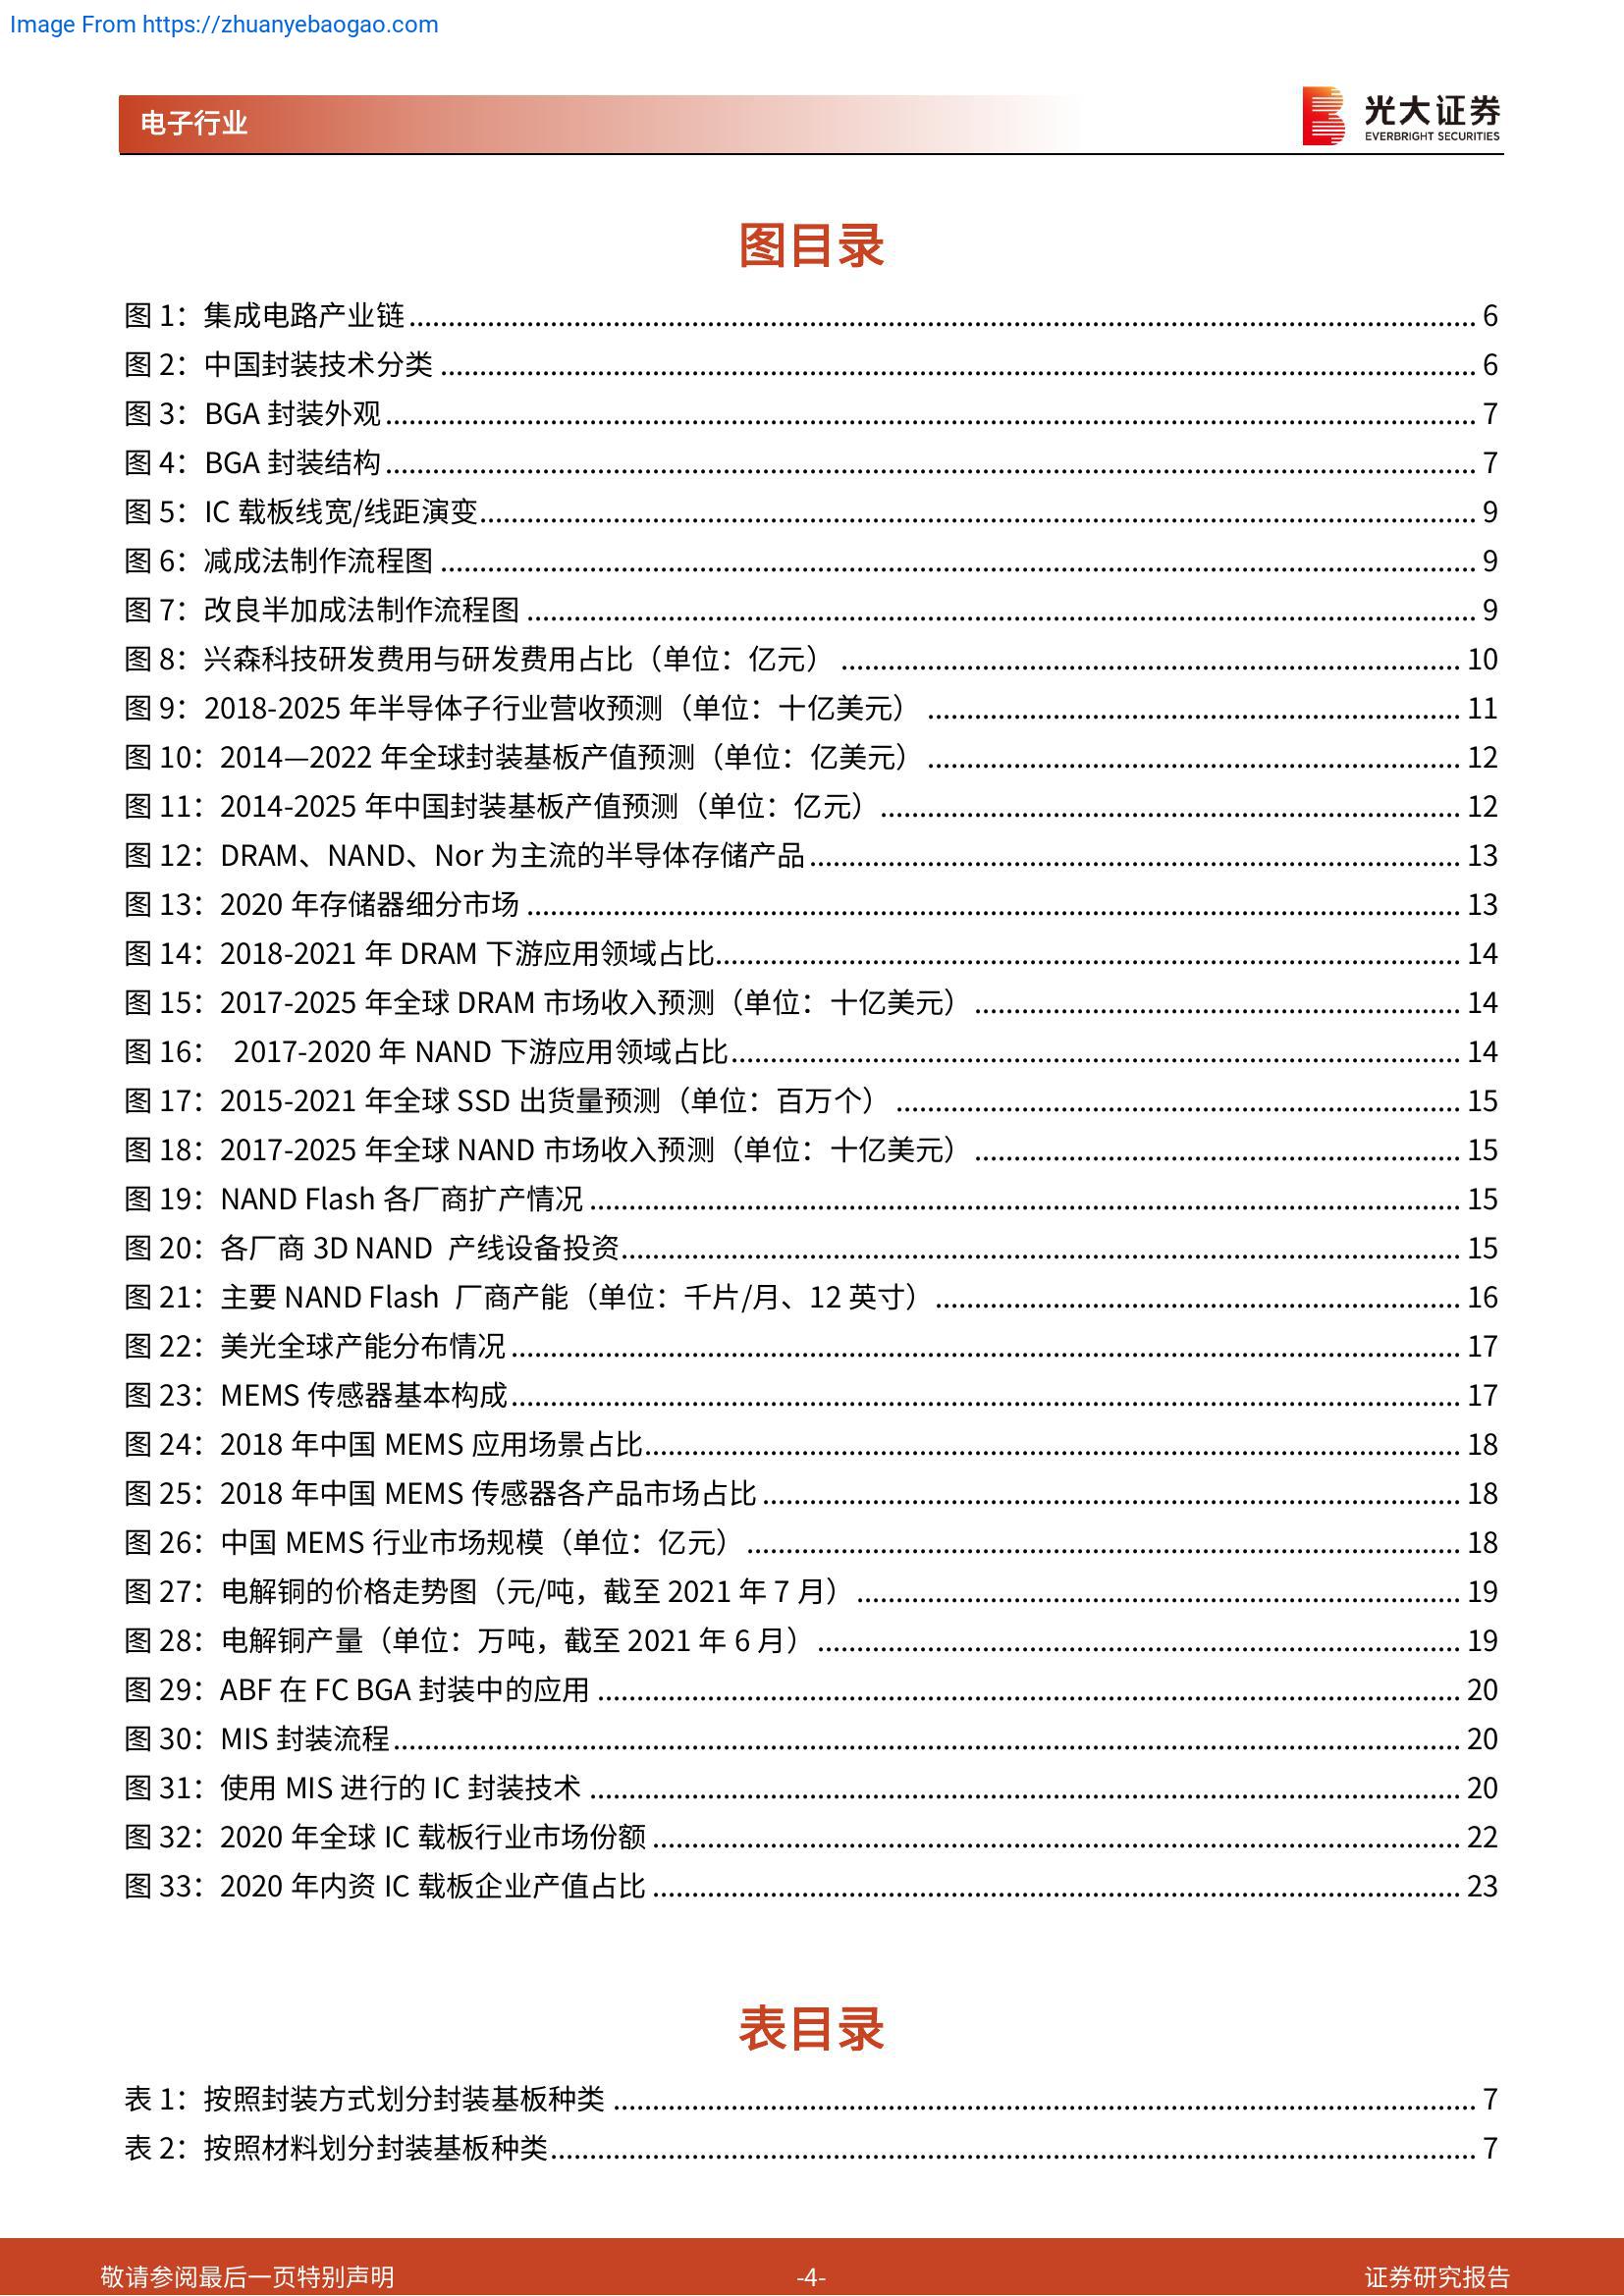 Image From https://zhuanyebaogao.com
电子行业
光大证券
EVERBRIGHT SECURITIES
图目录
图 1：集成电路产业链 6
图 2：中国封装技术分类 6
图 3：BGA 封装外观 7
图 4：BGA 封装结构 7
图 5：IC 载板线宽/线距演变 9
图 6：减成法制作流程图 9
图 7：改良半加成法制作流程图 9
图 8：兴森科技研发费用与研发费用占比（单位：亿元） 10
图 9：2018-2025 年半导体子行业营收预测（单位：十亿美元） 11
图 10：2014—2022 年全球封装基板产值预测（单位：亿美元） 12
图 11：2014-2025 年中国封装基板产值预测（单位：亿元） 12
图 12：DRAM、NAND、Nor 为主流的半导体存储产品 13
图 13：2020 年存储器细分市场 13
图 14：2018-2021 年 DRAM 下游应用领域占比 14
图 15：2017-2025 年全球 DRAM 市场收入预测（单位：十亿美元） 14
图 16： 2017-2020 年 NAND 下游应用领域占比 14
图 17：2015-2021 年全球 SSD 出货量预测（单位：百万个） 15
图 18：2017-2025 年全球 NAND 市场收入预测（单位：十亿美元） 15
图 19：NAND Flash 各厂商扩产情况 15
图 20：各厂商 3D NAND 产线设备投资 15
图 21：主要 NAND Flash 厂商产能（单位：千片/月、12 英寸） 16
图 22：美光全球产能分布情况 17
图 23：MEMS 传感器基本构成 17
图 24：2018 年中国 MEMS 应用场景占比 18
图 25：2018 年中国 MEMS 传感器各产品市场占比 18
图 26：中国 MEMS 行业市场规模（单位：亿元） 18
图 27：电解铜的价格走势图（元/吨，截至 2021 年 7 月） 19
图 28：电解铜产量（单位：万吨，截至 2021 年 6 月） 19
图 29：ABF 在 FC BGA 封装中的应用 20
图 30：MIS 封装流程 20
图 31：使用 MIS 进行的 IC 封装技术 20
图 32：2020 年全球 IC 载板行业市场份额 22
图 33：2020 年内资 IC 载板企业产值占比 23
表目录
表 1：按照封装方式划分封装基板种类 7
表 2：按照材料划分封装基板种类 7
敬请参阅最后一页特别声明
-4-
证券研究报告